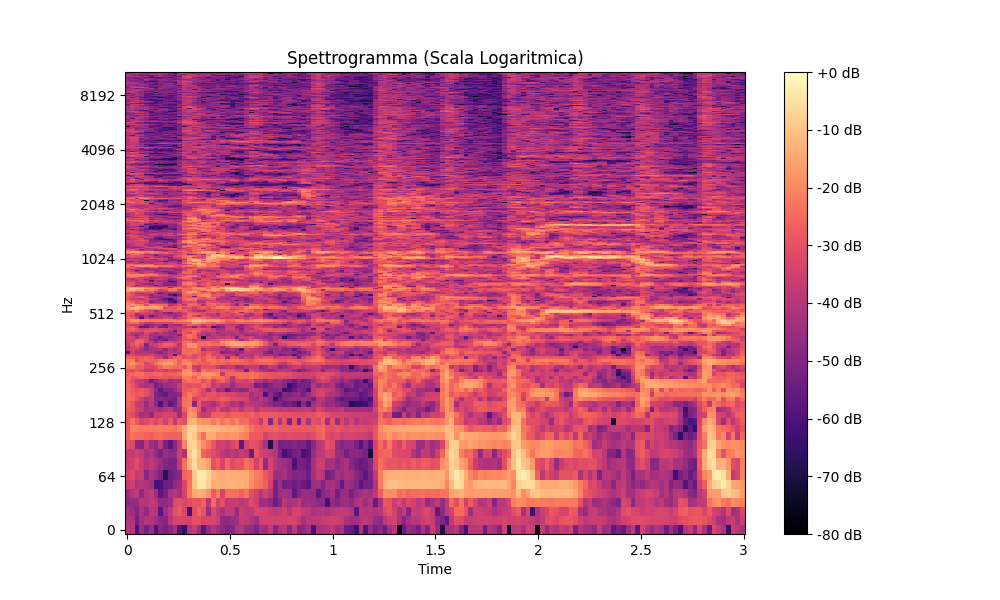 Spettrogramma (Scala Logaritmica)
Hz
8192
4096
2048
1024
512
256
128
64
0
0 0.5 1 1.5 2 2.5 3
Time
+0 dB
-10 dB
-20 dB
-30 dB
-40 dB
-50 dB
-60 dB
-70 dB
-80 dB